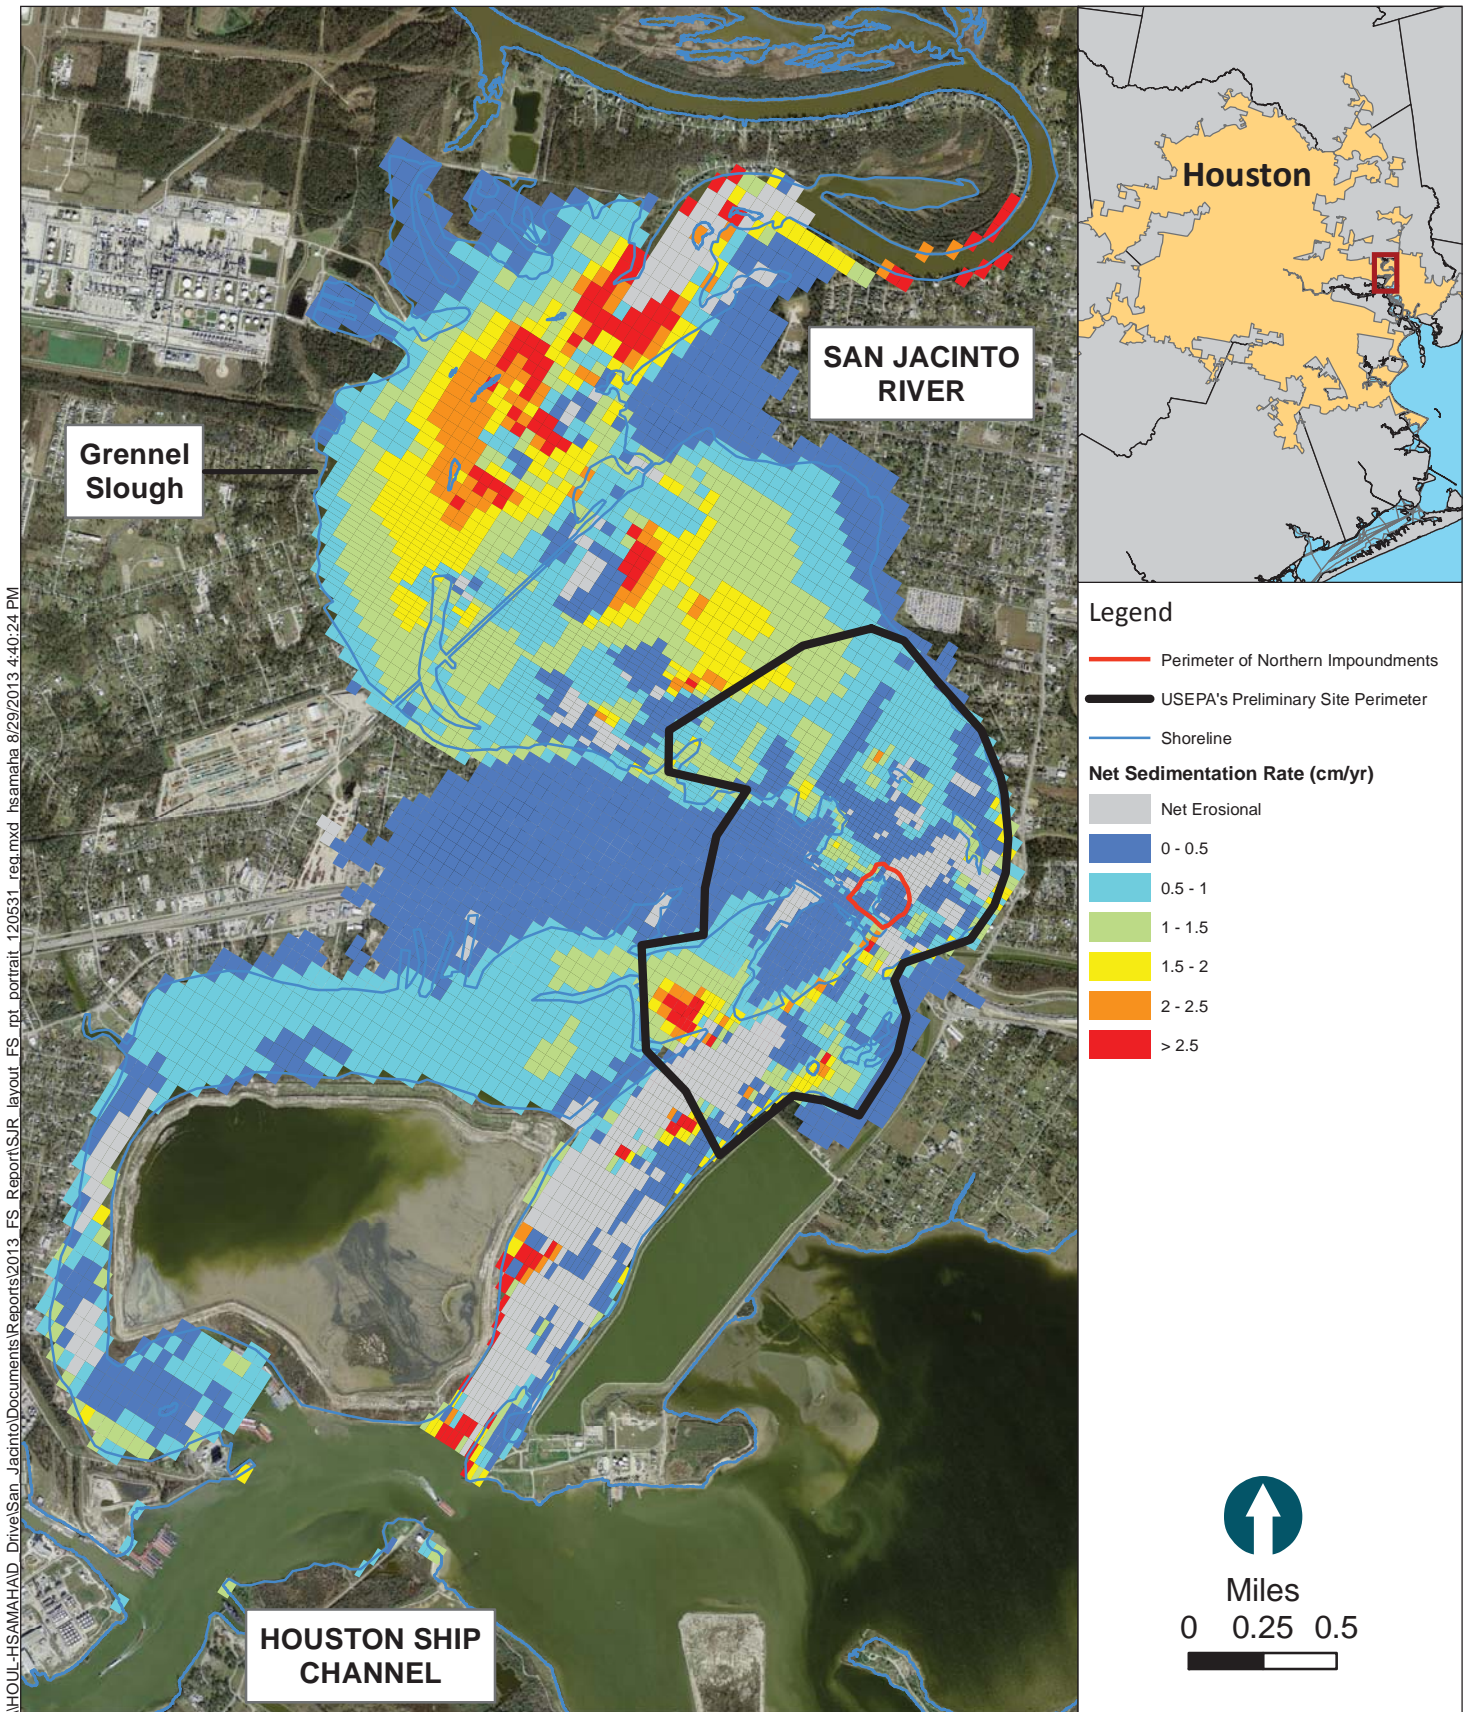 Houston
SAN JACINTO
RIVER
Grennel
Slough
HOUSTON SHIP
CHANNEL
Legend
Perimeter of Northern Impoundments
USEPA's Preliminary Site Perimeter
Shoreline
Net Sedimentation Rate (cm/yr)
Net Erosional
0 - 0.5
0.5 - 1
1 - 1.5
1.5 - 2
2 - 2.5
> 2.5
Miles
0 0.25 0.5
\HOUL-HSAMAHA\D_Drive\San_Jacinto\Documents\Reports\2013_FS_Report\SJR_layout_FS_rpt_portrait_120531_reg.mxd hsamaha 8/29/2013 4:40:24 PM